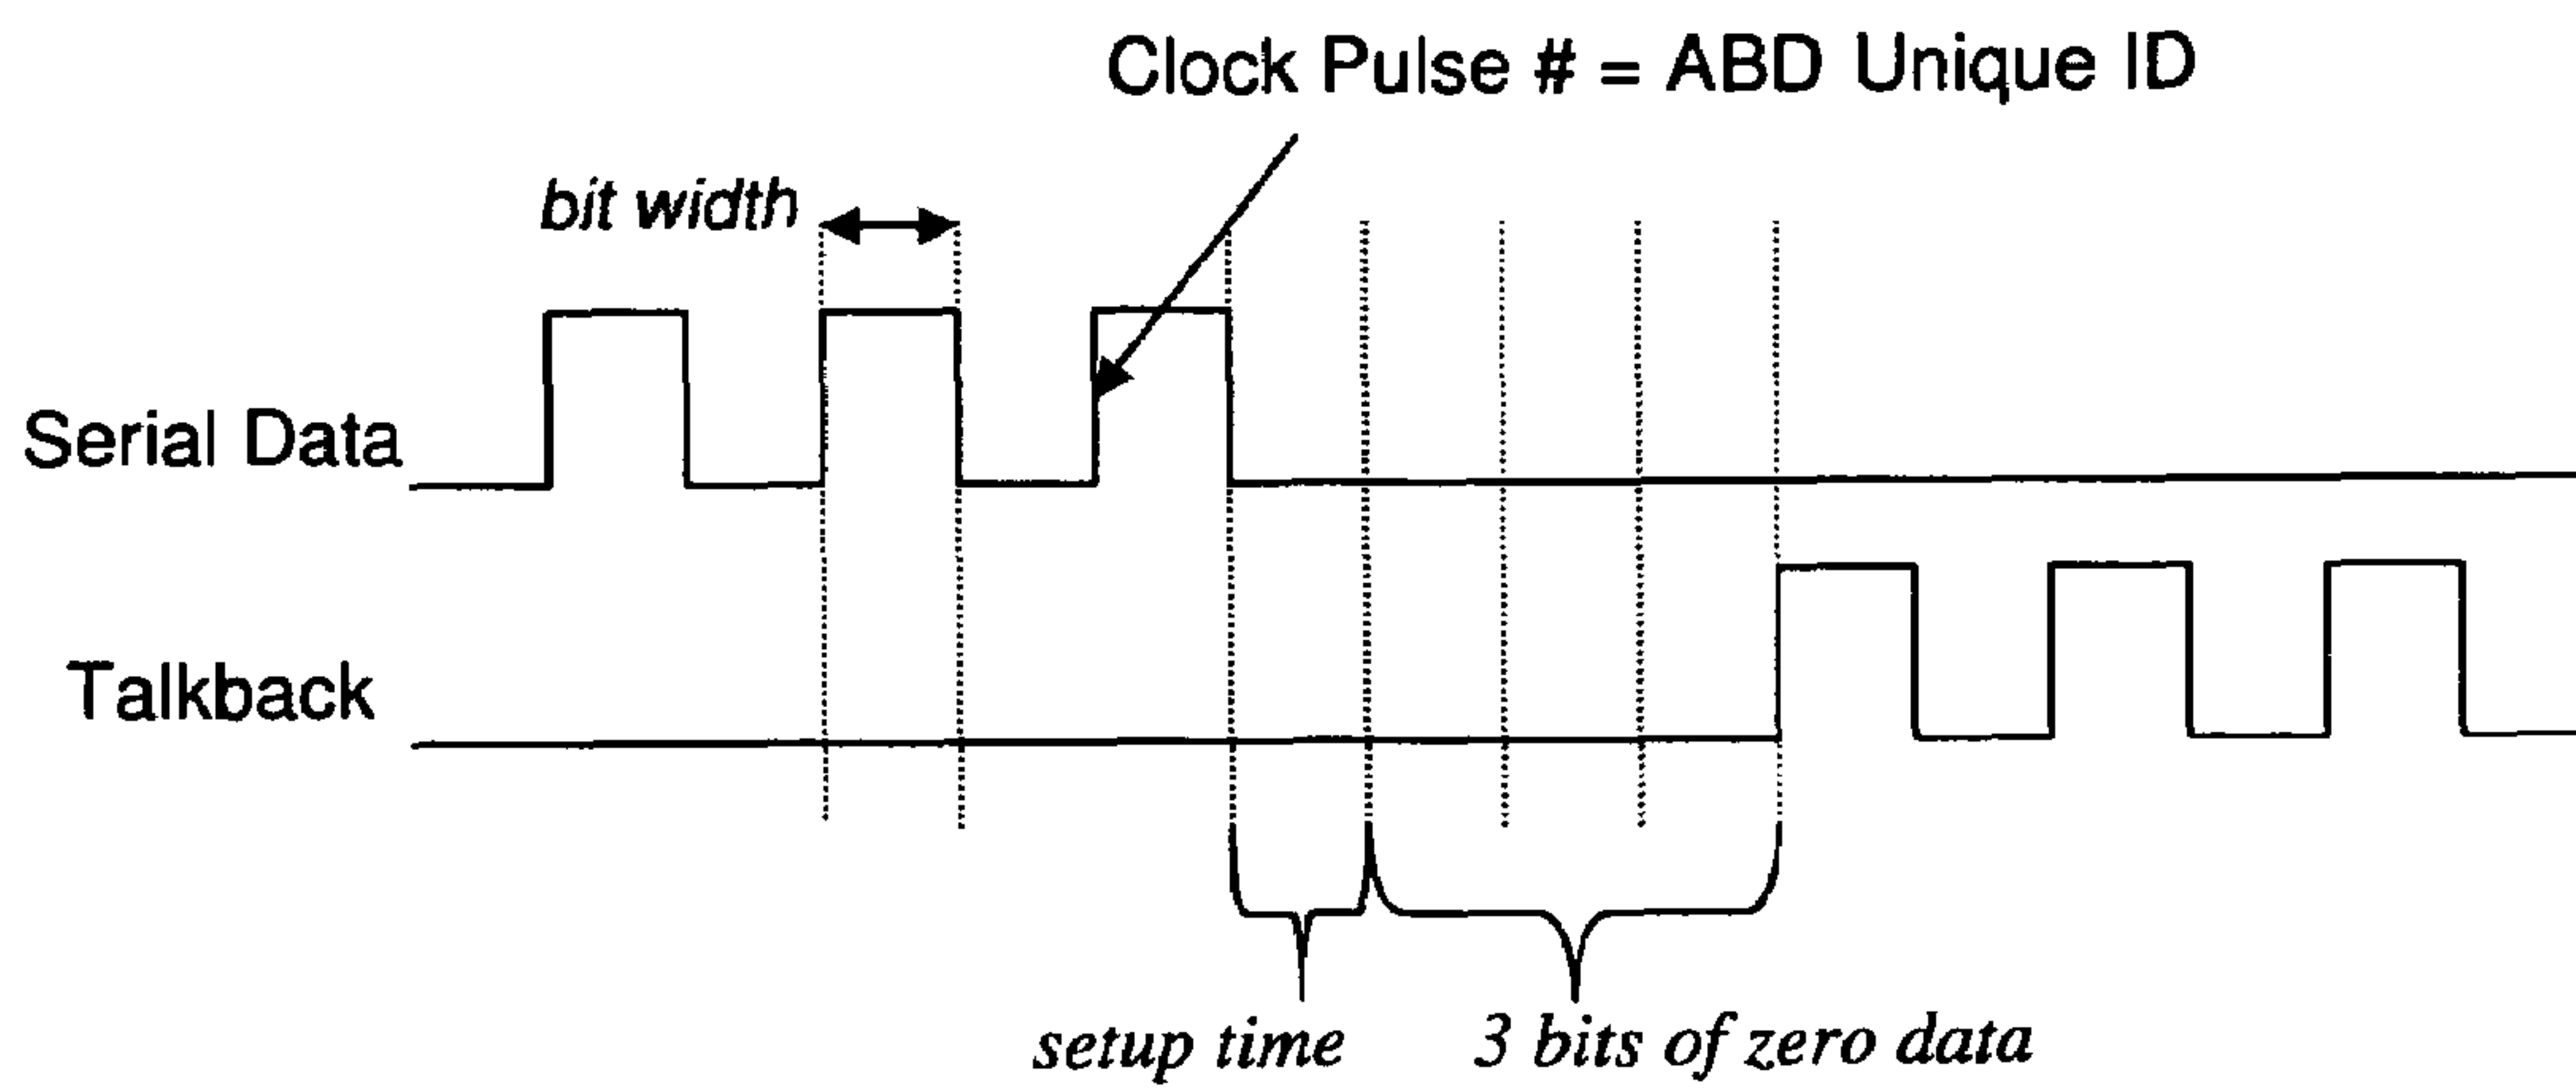 Clock Pulse # = ABD Unique ID
bit width
Serial Data
Talkback
setup time
3 bits of zero data